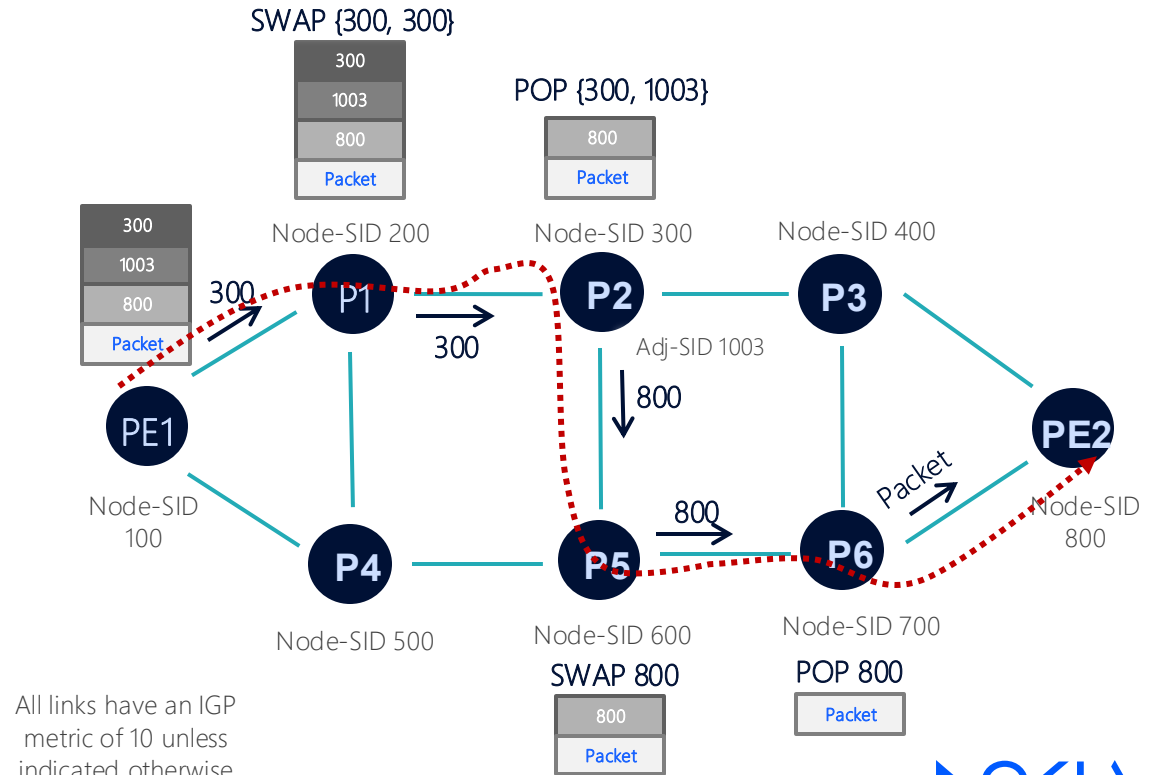 SWAP {300, 300}
300
1003
800
Packet
POP {300, 1003}
800
Packet
300
1003
800
Packet
Node-SID 200
Node-SID 300
Node-SID 400
P1
P2
P3
300
300
Adj-SID 1003
800
PE1
PE2
Node-SID
100
Node-SID
800
Packet
800
P4
P5
P6
Node-SID 500
Node-SID 600
Node-SID 700
SWAP 800
800
Packet
POP 800
Packet
All links have an IGP
metric of 10 unless
indicated otherwise
NOKIA